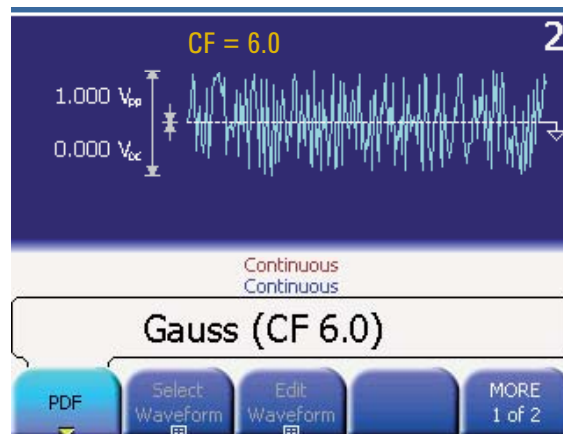 CF = 6.0
2
1.000 Vpp
0.000 VDC
Continuous
Continuous
Gauss (CF 6.0)
PDF
Select
Waveform
Edit
Waveform
MORE
1 of 2